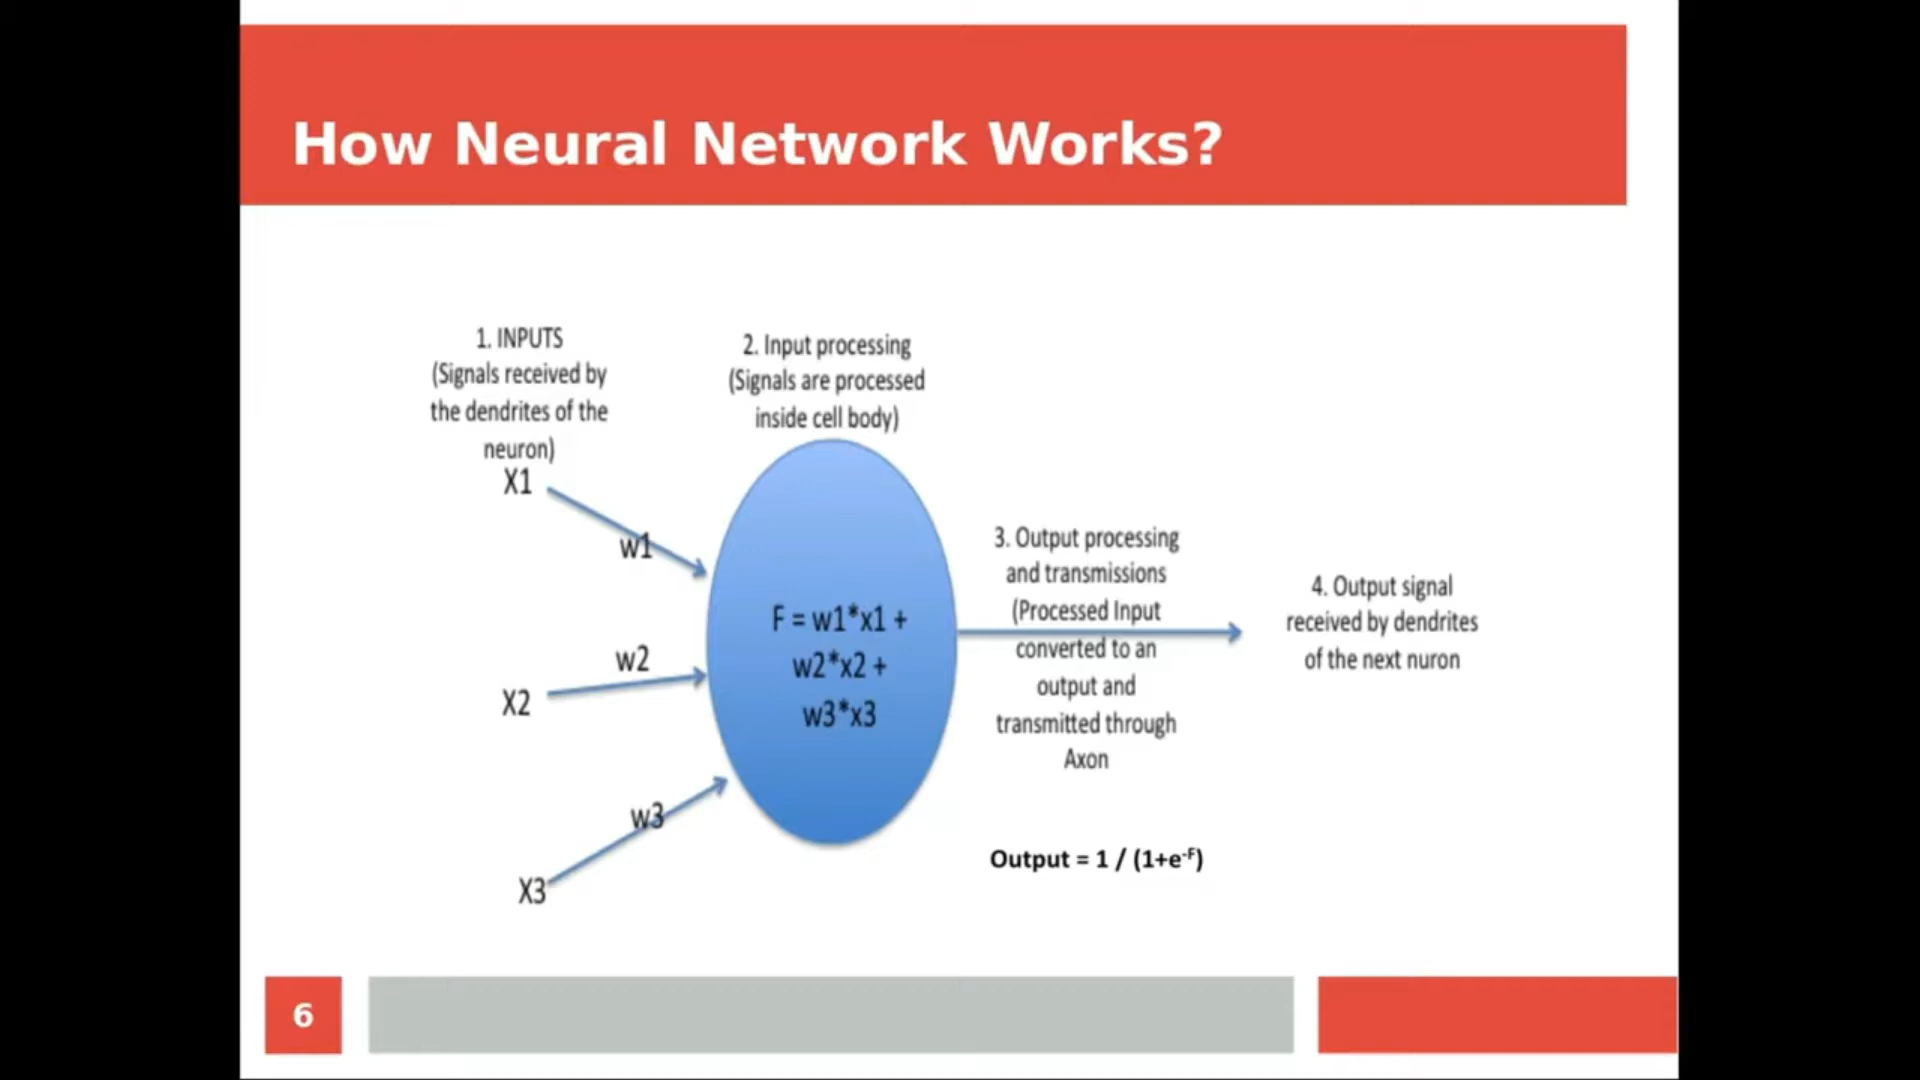 How Neural Network Works?
1. INPUTS
(Signals received by
the dendrites of the
neuron)
X1
w1
X2
w2
X3
w3
2. Input processing
(Signals are processed
inside cell body)
F = w1*x1 +
w2*x2 +
w3*x3
3. Output processing
and transmissions
(Processed Input
converted to an
output and
transmitted through
Axon
Output = 1 / (1+e⁻ᶠ)
4. Output signal
received by dendrites
of the next nuron
6